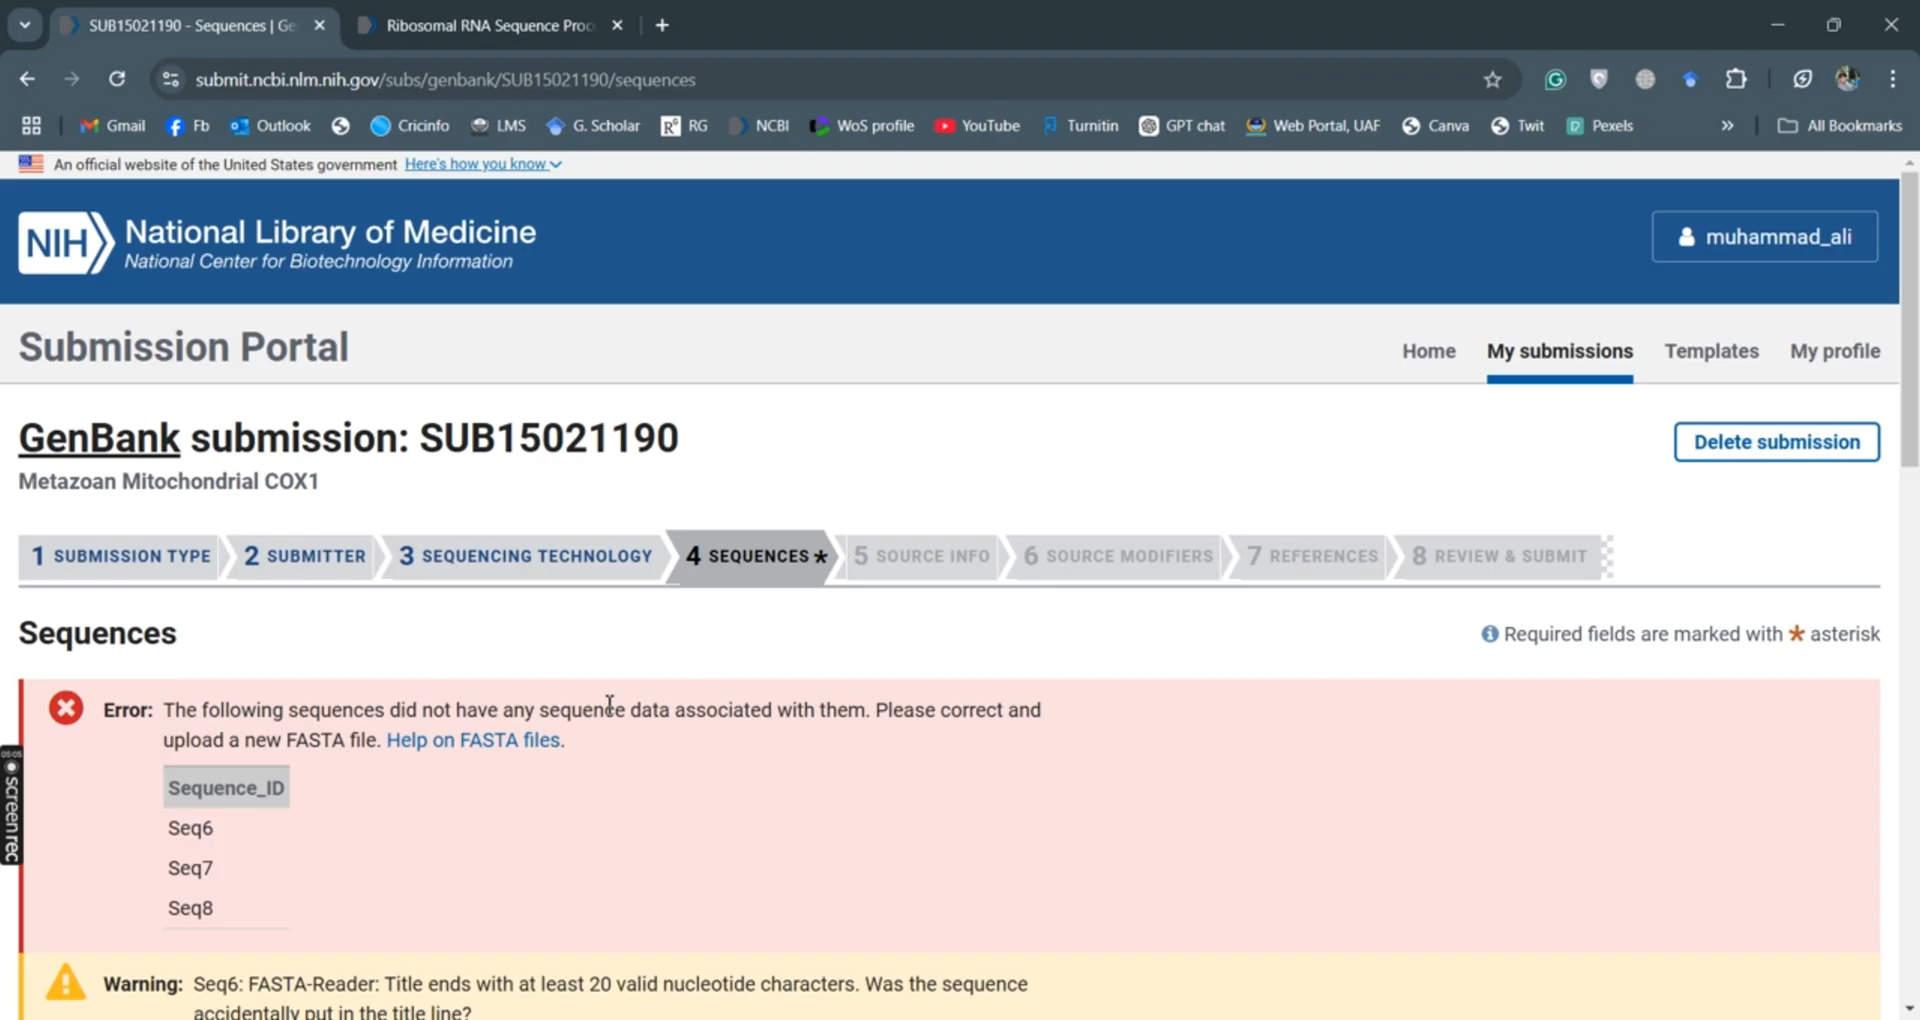 SUB15021190 - Sequences | Ge
Ribosomal RNA Sequence Proc
submit.ncbi.nlm.nih.gov/subs/genbank/SUB15021190/sequences
Gmail
Fb
Outlook
Cricinfo
LMS
G. Scholar
RG
NCBI
WoS profile
YouTube
Turnitin
GPT chat
Web Portal, UAF
Canva
Twit
Pexels
All Bookmarks
An official website of the United States government Here's how you know
NIH
National Library of Medicine
National Center for Biotechnology Information
muhammad_ali
Submission Portal
Home
My submissions
Templates
My profile
GenBank submission: SUB15021190
Delete submission
Metazoan Mitochondrial COX1
1 SUBMISSION TYPE
2 SUBMITTER
3 SEQUENCING TECHNOLOGY
4 SEQUENCES *
5 SOURCE INFO
6 SOURCE MODIFIERS
7 REFERENCES
8 REVIEW & SUBMIT
Sequences
Required fields are marked with * asterisk
Error: The following sequences did not have any sequence data associated with them. Please correct and
upload a new FASTA file. Help on FASTA files.
Sequence_ID
Seq6
Seq7
Seq8
05:05
screenrec
Warning: Seq6: FASTA-Reader: Title ends with at least 20 valid nucleotide characters. Was the sequence
accidentally put in the title line?